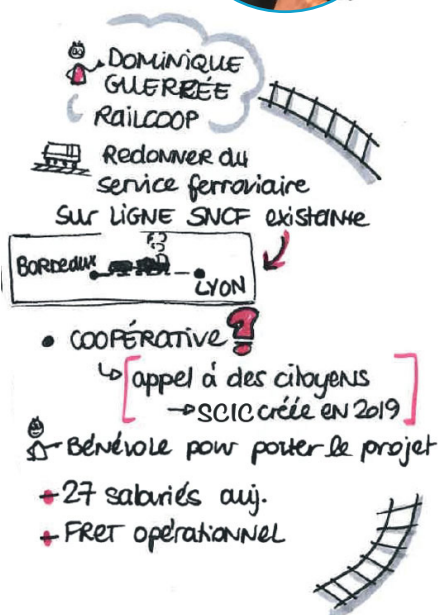 DOMINIQUE
GUERRÉE
RAILCOOP
REDONNER du
service ferroviaire
SUR LIGNE SNCF existante
BORDEAUX
LYON
• COOPÉRATIVE ?
↳ [appel à des citoyens
→ SCIC créée en 2019]
Bénévole pour porter le projet
+ 27 salariés auj.
+ FRET opérationnel